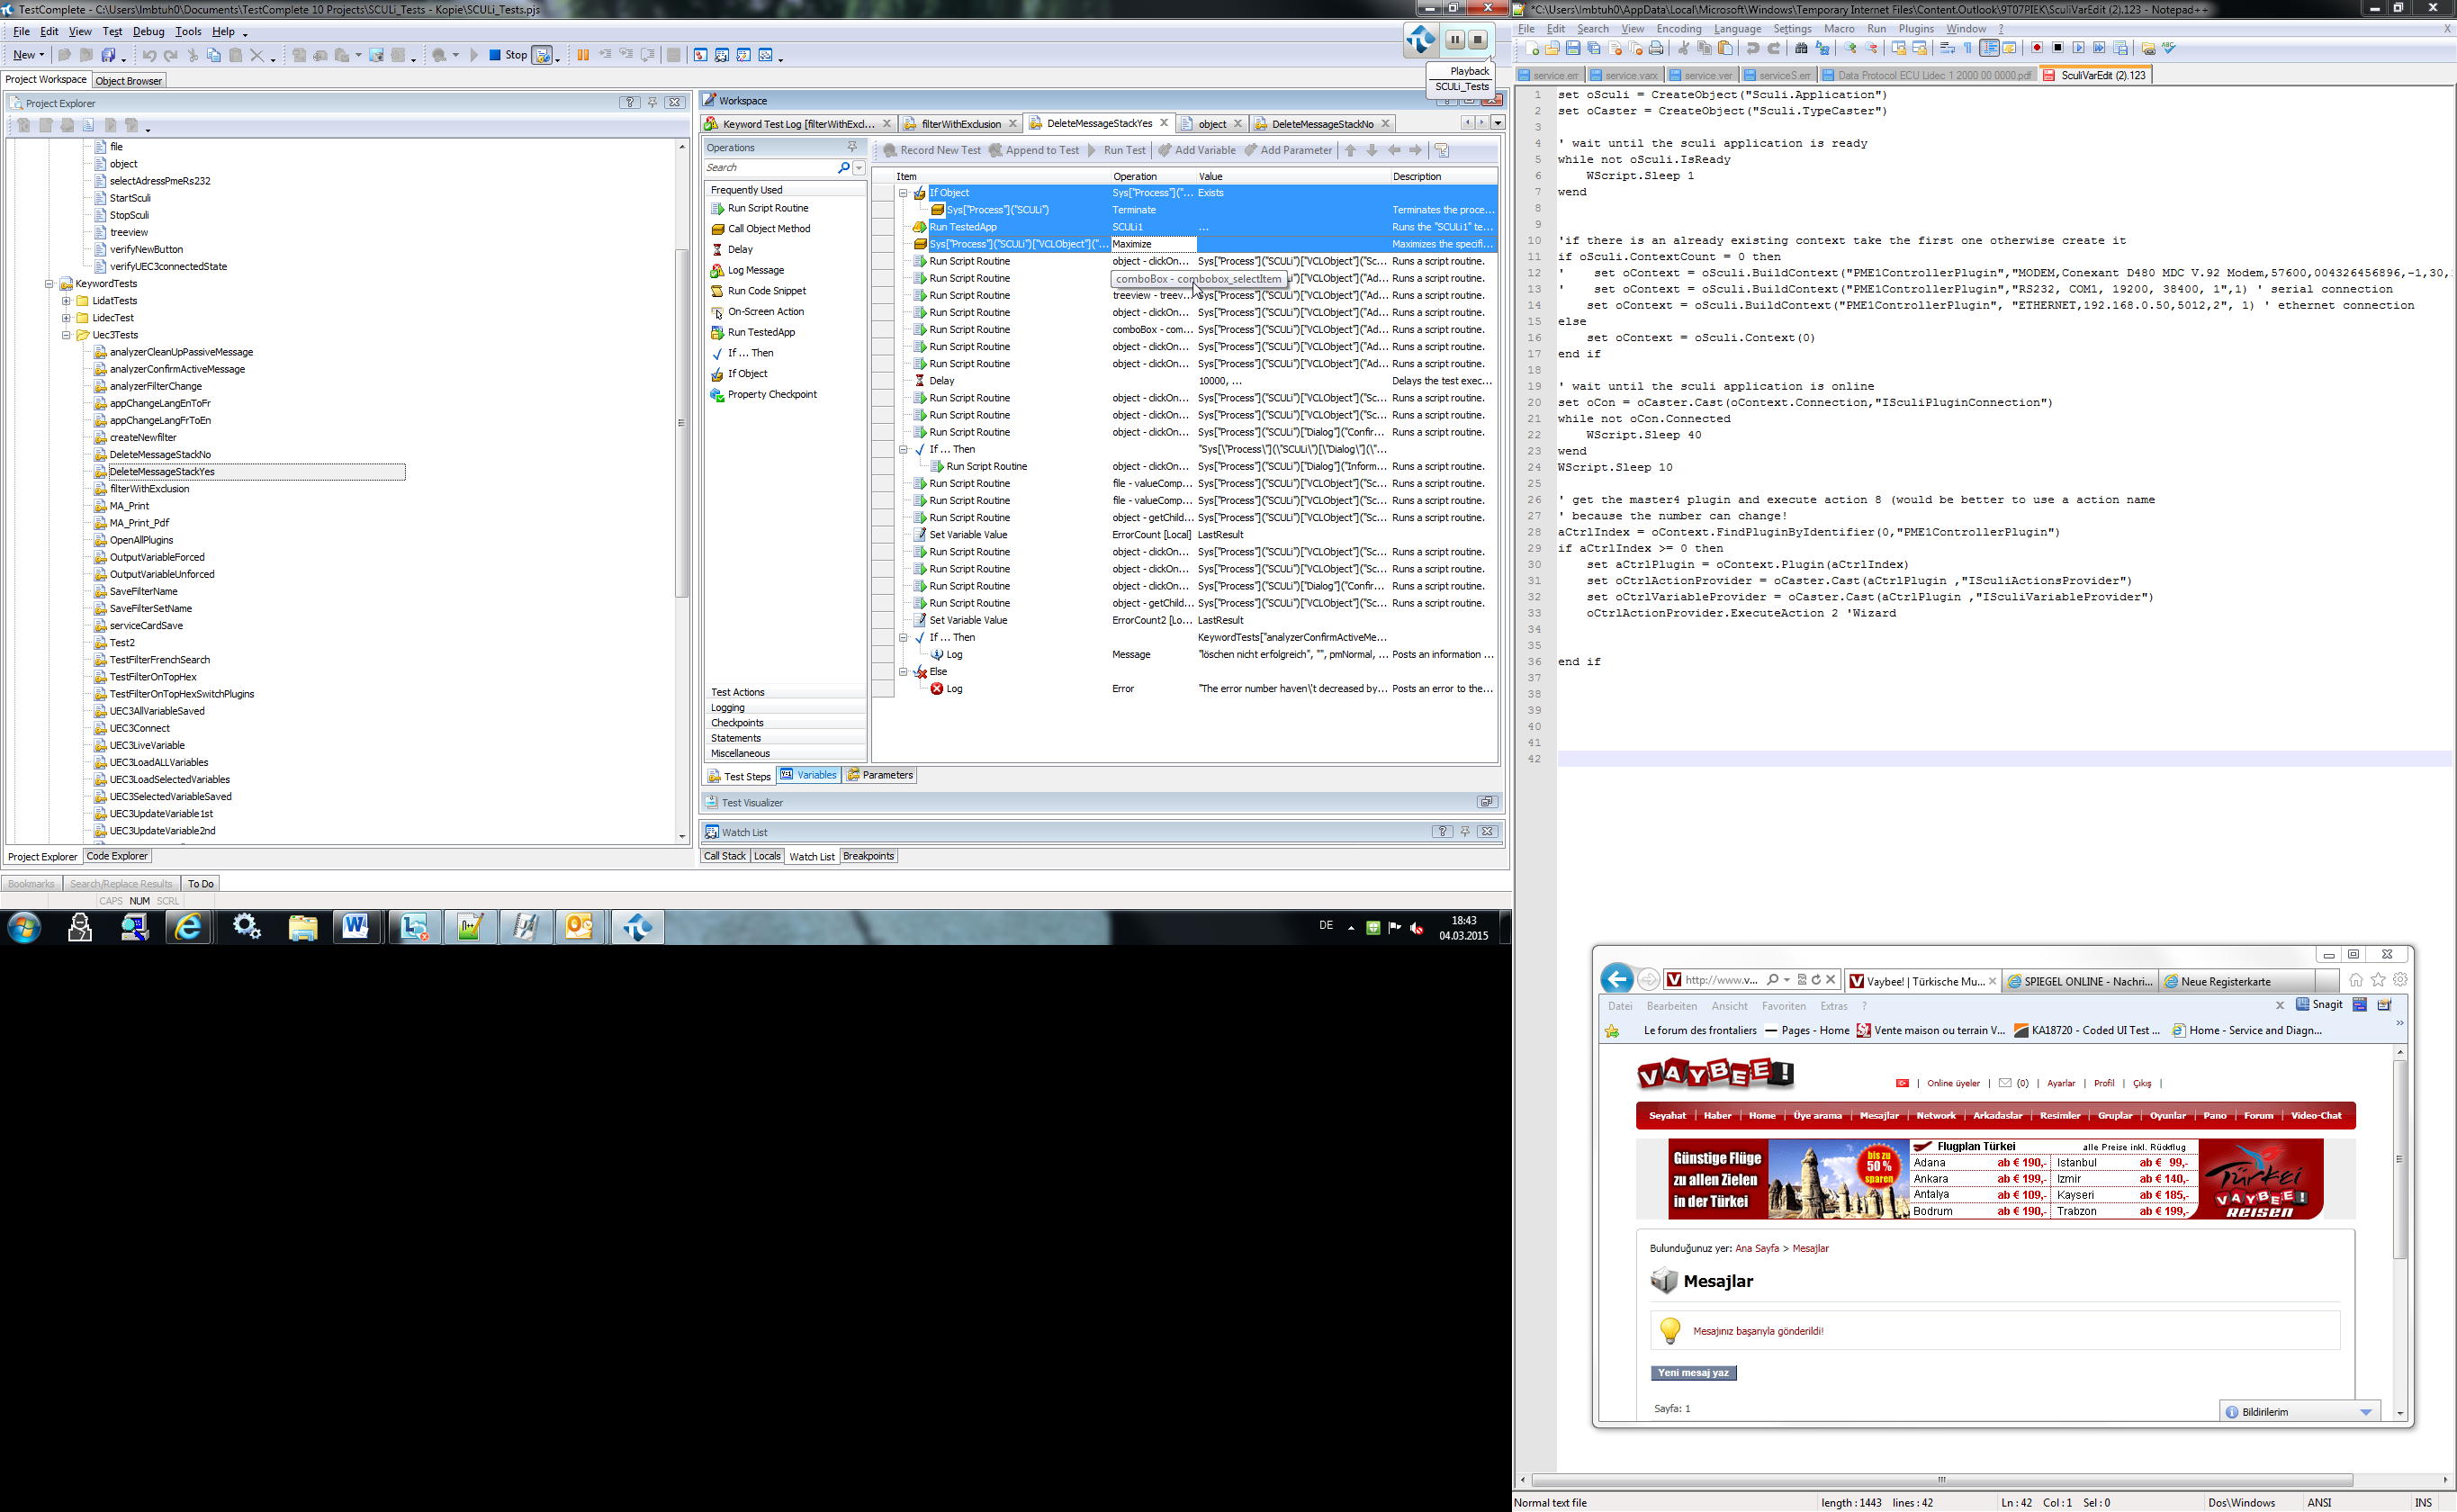 TestComplete - C:\Users\lmbtuh0\Documents\TestComplete 10 Projects\SCULi_Tests - Kopie\SCULi_Tests.pjs
File Edit View Test Debug Tools Help
New Stop
Playback
SCULi_Tests
Project Workspace Object Browser
Project Explorer
file
object
selectAdressPmeRs232
StartSculi
StopSculi
treeview
verifyNewButton
verifyUEC3connectedState
KeywordTests
LidatTests
LidecTests
Uec3Tests
analyzerCleanUpPassiveMessage
analyzerConfirmActiveMessage
analyzerFilterChange
appChangeLangEnToFr
appChangeLangFrToEn
createNewfilter
DeleteMessageStackNo
DeleteMessageStackYes
filterWithExclusion
MA_Print
MA_Print_Pdf
OpenAllPlugins
OutputVariableForced
OutputVariableUnforced
SaveFilterName
SaveFilterSetName
serviceCardSave
Test2
TestFilterFrenchSearch
TestFilterOnTopHex
TestFilterOnTopHexSwitchPlugins
UEC3AllVariableSaved
UEC3Connect
UEC3LiveVariable
UEC3LoadALLVariables
UEC3LoadSelectedVariables
UEC3SelectedVariableSaved
UEC3UpdateVariable1st
UEC3UpdateVariable2nd
Project Explorer Code Explorer
Bookmarks Search/Replace Results To Do
CAPS NUM SCRL
Workspace
Keyword Test Log [filterWithExcl... filterWithExclusion DeleteMessageStackYes object DeleteMessageStackNo
Operations
Search
Frequently Used
Run Script Routine
Call Object Method
Delay
Log Message
Run Code Snippet
On-Screen Action
Run TestedApp
If ... Then
If Object
Property Checkpoint
Test Actions
Logging
Checkpoints
Statements
Miscellaneous
Record New Test Append to Test Run Test Add Variable Add Parameter
Item Operation Value Description
If Object Sys["Process"]("... Exists
Sys["Process"]("SCULi") Terminate Terminates the proce...
Run TestedApp SCULi1 ... Runs the "SCULi1" te...
Sys["Process"]("SCULi")["VCLObject"]("... Maximize Maximizes the specifi...
Run Script Routine object - clickOn... Sys["Process"]("SCULi")["VCLObject"]("Sc... Runs a script routine.
Run Script Routine comboBox - combobox_selectItem i")["VCLObject"]("Ad... Runs a script routine.
Run Script Routine treeview - treev... Sys["Process"]("SCULi")["VCLObject"]("Ad... Runs a script routine.
Run Script Routine object - clickOn... Sys["Process"]("SCULi")["VCLObject"]("Ad... Runs a script routine.
Run Script Routine comboBox - com... Sys["Process"]("SCULi")["VCLObject"]("Ad... Runs a script routine.
Run Script Routine object - clickOn... Sys["Process"]("SCULi")["VCLObject"]("Ad... Runs a script routine.
Run Script Routine object - clickOn... Sys["Process"]("SCULi")["VCLObject"]("Ad... Runs a script routine.
Delay 10000, ... Delays the test exec...
Run Script Routine object - clickOn... Sys["Process"]("SCULi")["VCLObject"]("Sc... Runs a script routine.
Run Script Routine object - clickOn... Sys["Process"]("SCULi")["VCLObject"]("Sc... Runs a script routine.
Run Script Routine object - clickOn... Sys["Process"]("SCULi")["Dialog"]("Confir... Runs a script routine.
If ... Then "Sys[\"Process\"](\"SCULi\")[\"Dialog\"](\"...
Run Script Routine object - clickOn... Sys["Process"]("SCULi")["Dialog"]("Inform... Runs a script routine.
Run Script Routine file - valueComp... Sys["Process"]("SCULi")["VCLObject"]("Sc... Runs a script routine.
Run Script Routine file - valueComp... Sys["Process"]("SCULi")["VCLObject"]("Sc... Runs a script routine.
Run Script Routine object - getChild... Sys["Process"]("SCULi")["VCLObject"]("Sc... Runs a script routine.
Set Variable Value ErrorCount [Local] LastResult
Run Script Routine object - clickOn... Sys["Process"]("SCULi")["VCLObject"]("Sc... Runs a script routine.
Run Script Routine object - clickOn... Sys["Process"]("SCULi")["VCLObject"]("Sc... Runs a script routine.
Run Script Routine object - clickOn... Sys["Process"]("SCULi")["Dialog"]("Confir... Runs a script routine.
Run Script Routine object - getChild... Sys["Process"]("SCULi")["VCLObject"]("Sc... Runs a script routine.
Set Variable Value ErrorCount2 [Lo... LastResult
If ... Then KeywordTests["analyzerConfirmActiveMe...
Log Message "löschen nicht erfolgreich", "", pmNormal, ... Posts an information ...
Else
Log Error "The error number haven\'t decreased by... Posts an error to the...
Test Steps Variables Parameters
Test Visualizer
Watch List
Call Stack Locals Watch List Breakpoints
DE 18:43
04.03.2015
*C:\Users\lmbtuh0\AppData\Local\Microsoft\Windows\Temporary Internet Files\Content.Outlook\9T07PIEK\SculiVarEdit (2).123 - Notepad++
File Edit Search View Encoding Language Settings Macro Run Plugins Window ? X
service.err service.varx service.ver serviceS.err Data Protocol ECU Lidec 1 2000 00 0000.pdf SculiVarEdit (2).123
1 set oSculi = CreateObject("Sculi.Application")
2 set oCaster = CreateObject("Sculi.TypeCaster")
3
4 ' wait until the sculi application is ready
5 while not oSculi.IsReady
6 WScript.Sleep 1
7 wend
8
9
10 'if there is an already existing context take the first one otherwise create it
11 if oSculi.ContextCount = 0 then
12 ' set oContext = oSculi.BuildContext("PME1ControllerPlugin","MODEM,Conexant D480 MDC V.92 Modem,57600,004326456896,-1,30,
13 ' set oContext = oSculi.BuildContext("PME1ControllerPlugin","RS232, COM1, 19200, 38400, 1",1) ' serial connection
14 set oContext = oSculi.BuildContext("PME1ControllerPlugin", "ETHERNET,192.168.0.50,5012,2", 1) ' ethernet connection
15 else
16 set oContext = oSculi.Context(0)
17 end if
18
19 ' wait until the sculi application is online
20 set oCon = oCaster.Cast(oContext.Connection,"ISculiPluginConnection")
21 while not oCon.Connected
22 WScript.Sleep 40
23 wend
24 WScript.Sleep 10
25
26 ' get the master4 plugin and execute action 8 (would be better to use a action name
27 ' because the number can change!
28 aCtrlIndex = oContext.FindPluginByIdentifier(0,"PME1ControllerPlugin")
29 if aCtrlIndex >= 0 then
30 set aCtrlPlugin = oContext.Plugin(aCtrlIndex)
31 set oCtrlActionProvider = oCaster.Cast(aCtrlPlugin ,"ISculiActionsProvider")
32 set oCtrlVariableProvider = oCaster.Cast(aCtrlPlugin ,"ISculiVariableProvider")
33 oCtrlActionProvider.ExecuteAction 2 'Wizard
34
35
36 end if
37
38
39
40
41
42
http://www.v... Vaybee! | Türkische Mu... SPIEGEL ONLINE - Nachri... Neue Registerkarte
Datei Bearbeiten Ansicht Favoriten Extras ? x Snagit
Le forum des frontaliers Pages - Home Vente maison ou terrain V... KA18720 - Coded UI Test ... Home - Service and Diagn...
VAYBEE!
| Online üyeler | (0) | Ayarlar | Profil | Çıkış |
Seyahat | Haber | Home | Üye arama | Mesajlar | Network | Arkadaslar | Resimler | Gruplar | Oyunlar | Pano | Forum | Video-Chat
Günstige Flüge
zu allen Zielen
in der Türkei
bis zu
50 %
sparen
Flugplan Türkei alle Preise inkl. Rückflug
Adana ab € 190,- Istanbul ab € 99,-
Ankara ab € 199,- Izmir ab € 140,-
Antalya ab € 109,- Kayseri ab € 185,-
Bodrum ab € 190,- Trabzon ab € 199,-
Türkei
VAYBEE!
REISEN
Bulunduğunuz yer: Ana Sayfa > Mesajlar
Mesajlar
Mesajınız başarıyla gönderildi!
Yeni mesaj yaz
Sayfa: 1
Bildirilerim
Normal text file length : 1443 lines : 42 Ln : 42 Col : 1 Sel : 0 Dos\Windows ANSI INS